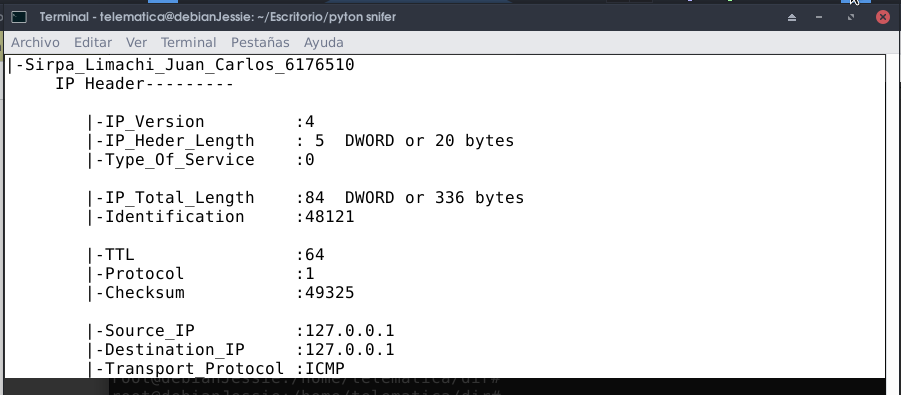 Terminal - telematica@debianJessie: ~/Escritorio/pyton snifer
Archivo Editar Ver Terminal Pestañas Ayuda
|-Sirpa_Limachi_Juan_Carlos_6176510
IP Header---------
|-IP_Version :4
|-IP_Heder_Length : 5 DWORD or 20 bytes
|-Type_Of_Service :0
|-IP_Total_Length :84 DWORD or 336 bytes
|-Identification :48121
|-TTL :64
|-Protocol :1
|-Checksum :49325
|-Source_IP :127.0.0.1
|-Destination_IP :127.0.0.1
|-Transport_Protocol :ICMP
root@debianJessie:/home/telematica/dir#
root@debianJessie:/home/telematica/dir#